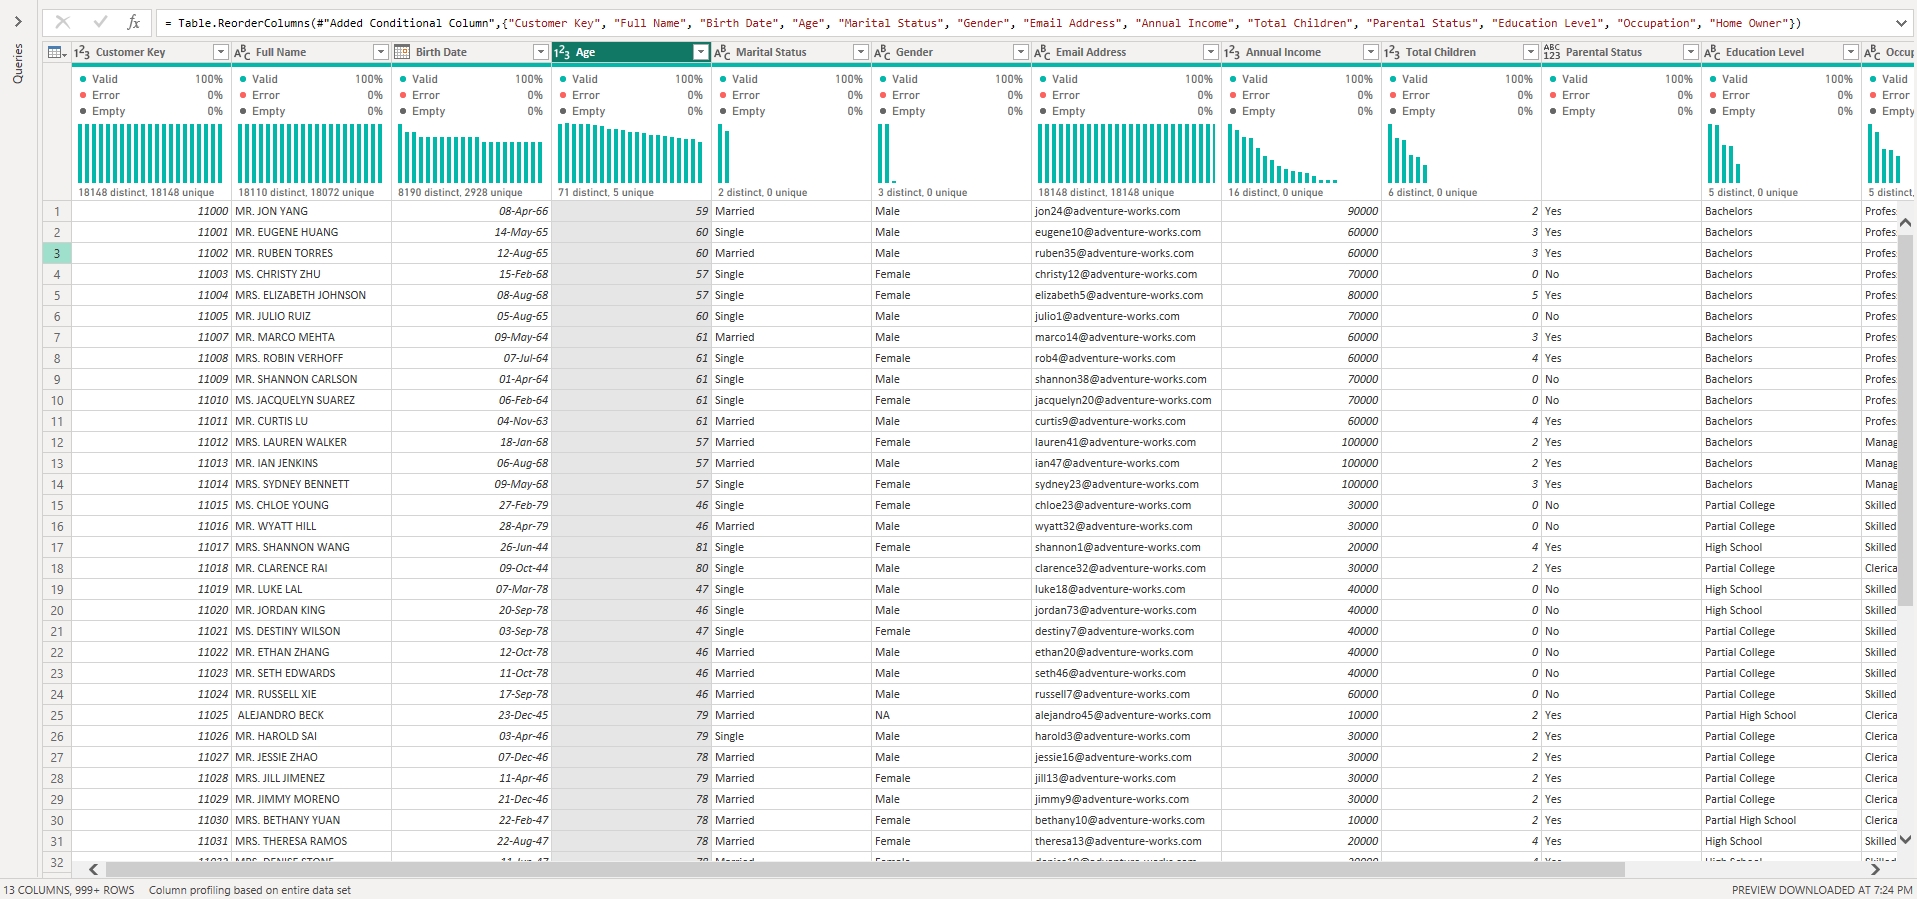 = Table.ReorderColumns(#"Added Conditional Column",{"Customer Key", "Full Name", "Birth Date", "Age", "Marital Status", "Gender", "Email Address", "Annual Income", "Total Children", "Parental Status", "Education Level", "Occupation", "Home Owner"})
Queries
Customer Key Full Name Birth Date Age Marital Status Gender Email Address Annual Income Total Children Parental Status Education Level Occup
Valid 100% Valid 100% Valid 100% Valid 100% Valid 100% Valid 100% Valid 100% Valid 100% Valid 100% Valid 100% Valid 100% Valid
Error 0% Error 0% Error 0% Error 0% Error 0% Error 0% Error 0% Error 0% Error 0% Error 0% Error 0% Error
Empty 0% Empty 0% Empty 0% Empty 0% Empty 0% Empty 0% Empty 0% Empty 0% Empty 0% Empty 0% Empty 0% Empty
18148 distinct, 18148 unique 18110 distinct, 18072 unique 8190 distinct, 2928 unique 71 distinct, 5 unique 2 distinct, 0 unique 3 distinct, 0 unique 18148 distinct, 18148 unique 16 distinct, 0 unique 6 distinct, 0 unique 5 distinct, 0 unique 5 distinct,
1 11000 MR. JON YANG 08-Apr-66 59 Married Male jon24@adventure-works.com 90000 2 Yes Bachelors Profes
2 11001 MR. EUGENE HUANG 14-May-65 60 Single Male eugene10@adventure-works.com 60000 3 Yes Bachelors Profes
3 11002 MR. RUBEN TORRES 12-Aug-65 60 Married Male ruben35@adventure-works.com 60000 3 Yes Bachelors Profes
4 11003 MS. CHRISTY ZHU 15-Feb-68 57 Single Female christy12@adventure-works.com 70000 0 No Bachelors Profes
5 11004 MRS. ELIZABETH JOHNSON 08-Aug-68 57 Single Female elizabeth5@adventure-works.com 80000 5 Yes Bachelors Profes
6 11005 MR. JULIO RUIZ 05-Aug-65 60 Single Male julio1@adventure-works.com 70000 0 No Bachelors Profes
7 11007 MR. MARCO MEHTA 09-May-64 61 Married Male marco14@adventure-works.com 60000 3 Yes Bachelors Profes
8 11008 MRS. ROBIN VERHOFF 07-Jul-64 61 Single Female rob4@adventure-works.com 60000 4 Yes Bachelors Profes
9 11009 MR. SHANNON CARLSON 01-Apr-64 61 Single Male shannon38@adventure-works.com 70000 0 No Bachelors Profes
10 11010 MS. JACQUELYN SUAREZ 06-Feb-64 61 Single Female jacquelyn20@adventure-works.com 70000 0 No Bachelors Profes
11 11011 MR. CURTIS LU 04-Nov-63 61 Married Male curtis9@adventure-works.com 60000 4 Yes Bachelors Profes
12 11012 MRS. LAUREN WALKER 18-Jan-68 57 Married Female lauren41@adventure-works.com 100000 2 Yes Bachelors Manag
13 11013 MR. IAN JENKINS 06-Aug-68 57 Married Male ian47@adventure-works.com 100000 2 Yes Bachelors Manag
14 11014 MRS. SYDNEY BENNETT 09-May-68 57 Single Female sydney23@adventure-works.com 100000 3 Yes Bachelors Manag
15 11015 MS. CHLOE YOUNG 27-Feb-79 46 Single Female chloe23@adventure-works.com 30000 0 No Partial College Skilled
16 11016 MR. WYATT HILL 28-Apr-79 46 Married Male wyatt32@adventure-works.com 30000 0 No Partial College Skilled
17 11017 MRS. SHANNON WANG 26-Jun-44 81 Single Female shannon1@adventure-works.com 20000 4 Yes High School Skilled
18 11018 MR. CLARENCE RAI 09-Oct-44 80 Single Male clarence32@adventure-works.com 30000 2 Yes Partial College Clerica
19 11019 MR. LUKE LAL 07-Mar-78 47 Single Male luke18@adventure-works.com 40000 0 No High School Skilled
20 11020 MR. JORDAN KING 20-Sep-78 46 Single Male jordan73@adventure-works.com 40000 0 No High School Skilled
21 11021 MS. DESTINY WILSON 03-Sep-78 47 Single Female destiny7@adventure-works.com 40000 0 No Partial College Skilled
22 11022 MR. ETHAN ZHANG 12-Oct-78 46 Married Male ethan20@adventure-works.com 40000 0 No Partial College Skilled
23 11023 MR. SETH EDWARDS 11-Oct-78 46 Married Male seth46@adventure-works.com 40000 0 No Partial College Skilled
24 11024 MR. RUSSELL XIE 17-Sep-78 46 Married Male russell7@adventure-works.com 60000 0 No Partial College Skilled
25 11025 ALEJANDRO BECK 23-Dec-45 79 Married NA alejandro45@adventure-works.com 10000 2 Yes Partial High School Clerica
26 11026 MR. HAROLD SAI 03-Apr-46 79 Single Male harold3@adventure-works.com 30000 2 Yes Partial College Clerica
27 11027 MR. JESSIE ZHAO 07-Dec-46 78 Married Male jessie16@adventure-works.com 30000 2 Yes Partial College Clerica
28 11028 MRS. JILL JIMENEZ 11-Apr-46 79 Married Female jill13@adventure-works.com 30000 2 Yes Partial College Clerica
29 11029 MR. JIMMY MORENO 21-Dec-46 78 Married Male jimmy9@adventure-works.com 30000 2 Yes Partial College Clerica
30 11030 MRS. BETHANY YUAN 22-Feb-47 78 Married Female bethany10@adventure-works.com 10000 2 Yes Partial High School Clerica
31 11031 MRS. THERESA RAMOS 22-Aug-47 78 Married Female theresa13@adventure-works.com 20000 4 Yes High School Skilled
32
13 COLUMNS, 999+ ROWS Column profiling based on entire data set PREVIEW DOWNLOADED AT 7:24 PM